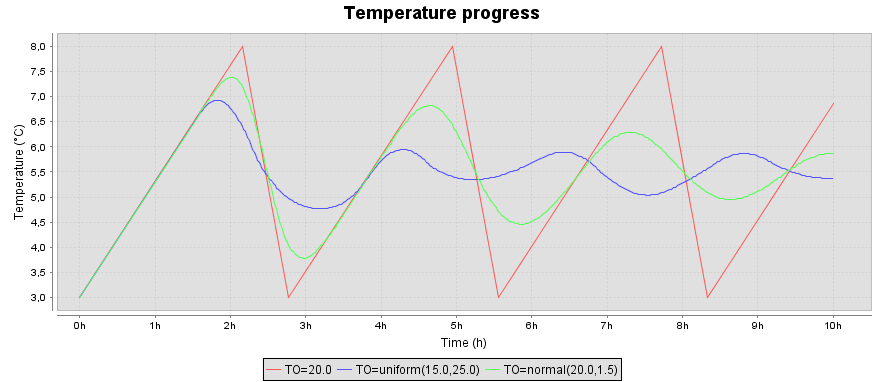 Temperature progress
8,0
7,5
7,0
6,5
6,0
5,5
5,0
4,5
4,0
3,5
3,0
Temperature (°C)
0h 1h 2h 3h 4h 5h 6h 7h 8h 9h 10h
Time (h)
TO=20.0 TO=uniform(15.0,25.0) TO=normal(20.0,1.5)